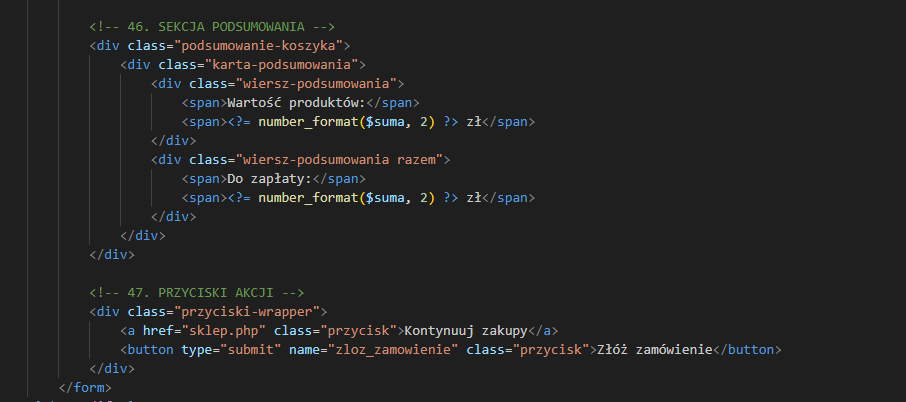 <!-- 46. SEKCJA PODSUMOWANIA -->
<div class="podsumowanie-koszyka">
<div class="karta-podsumowania">
<div class="wiersz-podsumowania">
<span>Wartość produktów:</span>
<span><?= number_format($suma, 2) ?> zł</span>
</div>
<div class="wiersz-podsumowania razem">
<span>Do zapłaty:</span>
<span><?= number_format($suma, 2) ?> zł</span>
</div>
</div>
</div>
<!-- 47. PRZYCISKI AKCJI -->
<div class="przyciski-wrapper">
<a href="sklep.php" class="przycisk">Kontynuuj zakupy</a>
<button type="submit" name="zloz_zamowienie" class="przycisk">Złóż zamówienie</button>
</div>
</form>